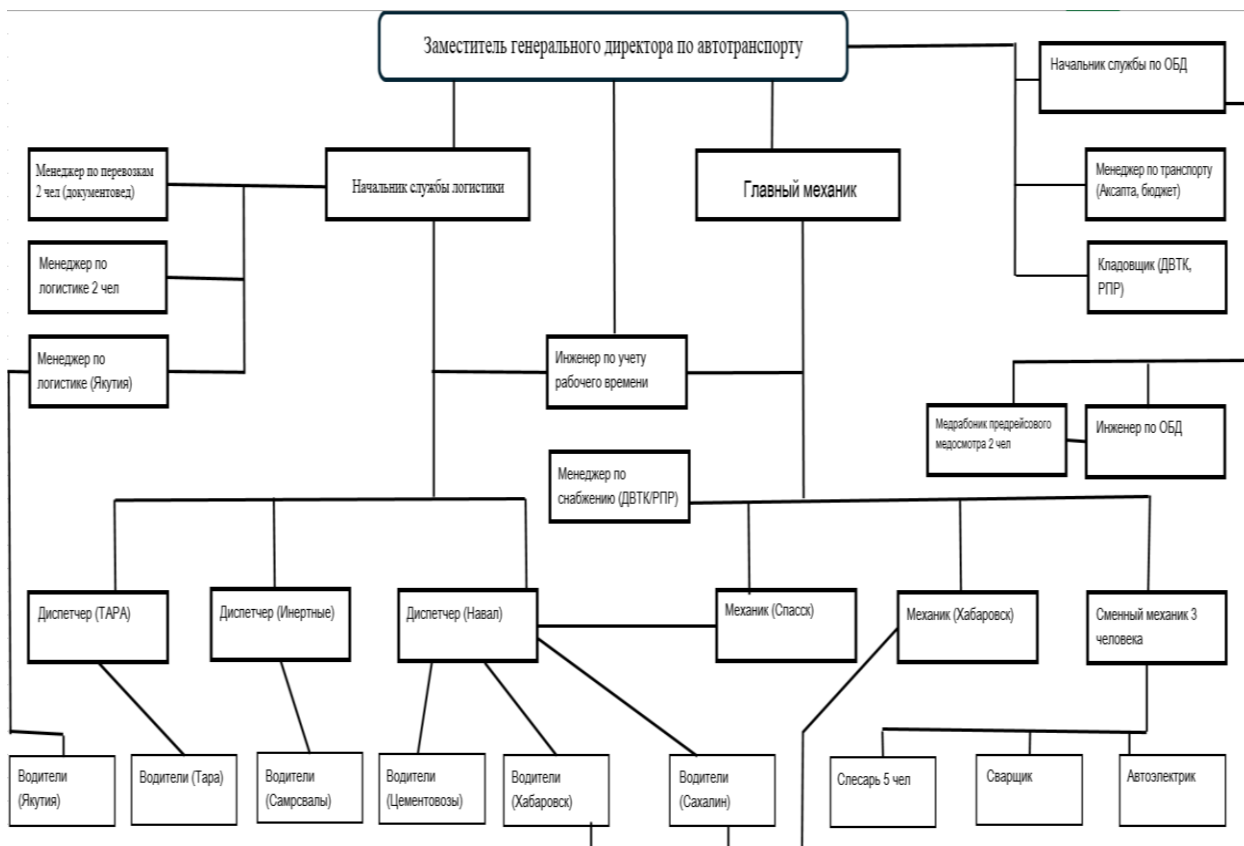 Заместитель генерального директора по автотранспорту
Начальник службы по ОБД
Менеджер по перевозкам
2 чел (документовед)
Начальник службы логистики
Главный механик
Менеджер по транспорту
(Аксапта, бюджет)
Менеджер по
логистике 2 чел
Кладовщик (ДВТК,
РПР)
Менеджер по
логистике (Якутия)
Инженер по учету
рабочего времени
Медрабоник предрейсового
медосмотра 2 чел
Инженер по ОБД
Менеджер по
снабжению (ДВТК/РПР)
Диспетчер (ТАРА)
Диспетчер (Инертные)
Диспетчер (Навал)
Механик (Спасск)
Механик (Хабаровск)
Сменный механик 3
человека
Водители
(Якутия)
Водители (Тара)
Водители
(Самрсвалы)
Водители
(Цементовозы)
Водители
(Хабаровск)
Водители
(Сахалин)
Слесарь 5 чел
Сварщик
Автоэлектрик